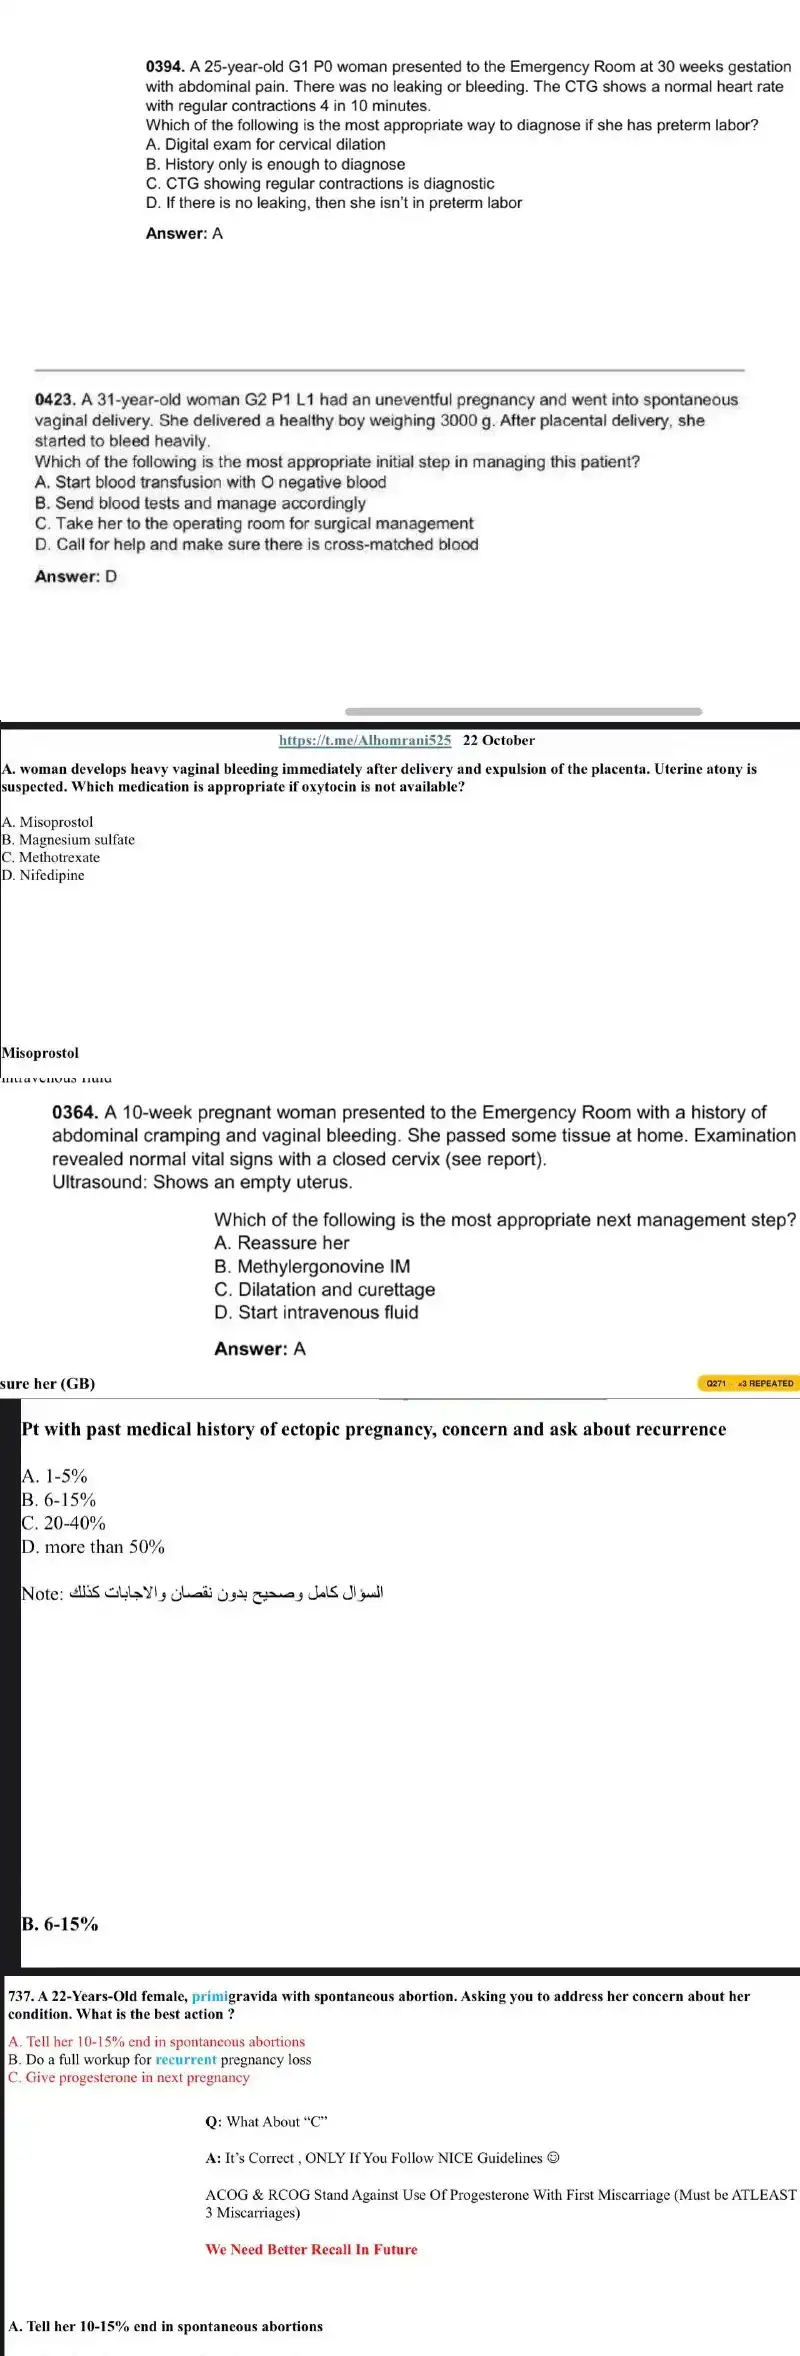 0394. A 25-year-old G1 P0 woman presented to the Emergency Room at 30 weeks gestation
with abdominal pain. There was no leaking or bleeding. The CTG shows a normal heart rate
with regular contractions 4 in 10 minutes.
Which of the following is the most appropriate way to diagnose if she has preterm labor?
A. Digital exam for cervical dilation
B. History only is enough to diagnose
C. CTG showing regular contractions is diagnostic
D. If there is no leaking, then she isn't in preterm labor
Answer: A
0423. A 31-year-old woman G2 P1 L1 had an uneventful pregnancy and went into spontaneous
vaginal delivery. She delivered a healthy boy weighing 3000 g. After placental delivery, she
started to bleed heavily.
Which of the following is the most appropriate initial step in managing this patient?
A. Start blood transfusion with O negative blood
B. Send blood tests and manage accordingly
C. Take her to the operating room for surgical management
D. Call for help and make sure there is cross-matched blood
Answer: D
https://t.me/Alhomrani525 22 October
A. woman develops heavy vaginal bleeding immediately after delivery and expulsion of the placenta. Uterine atony is
suspected. Which medication is appropriate if oxytocin is not available?
A. Misoprostol
B. Magnesium sulfate
C. Methotrexate
D. Nifedipine
Misoprostol
intravenous fluid
0364. A 10-week pregnant woman presented to the Emergency Room with a history of
abdominal cramping and vaginal bleeding. She passed some tissue at home. Examination
revealed normal vital signs with a closed cervix (see report).
Ultrasound: Shows an empty uterus.
Which of the following is the most appropriate next management step?
A. Reassure her
B. Methylergonovine IM
C. Dilatation and curettage
D. Start intravenous fluid
Answer: A
sure her (GB)
Q271 - x3 REPEATED
Pt with past medical history of ectopic pregnancy, concern and ask about recurrence
A. 1-5%
B. 6-15%
C. 20-40%
D. more than 50%
Note: السؤال كامل وصحيح بدون نقصان والاجابات كذلك
B. 6-15%
737. A 22-Years-Old female, primigravida with spontaneous abortion. Asking you to address her concern about her
condition. What is the best action ?
A. Tell her 10-15% end in spontaneous abortions
B. Do a full workup for recurrent pregnancy loss
C. Give progesterone in next pregnancy
Q: What About “C”
A: It’s Correct , ONLY If You Follow NICE Guidelines ☺
ACOG & RCOG Stand Against Use Of Progesterone With First Miscarriage (Must be ATLEAST
3 Miscarriages)
We Need Better Recall In Future
A. Tell her 10-15% end in spontaneous abortions